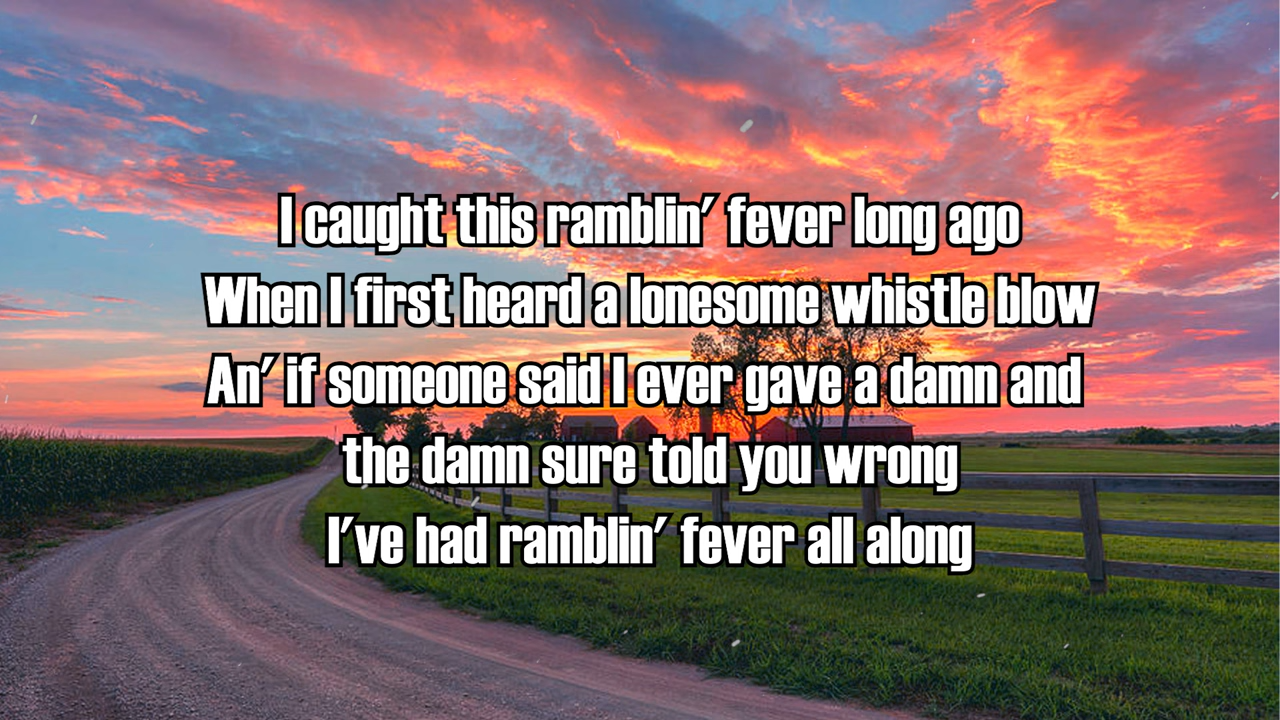 I caught this ramblin' fever long ago
When I first heard a lonesome whistle blow
An' if someone said I ever gave a damn and
the damn sure told you wrong
I've had ramblin' fever all along